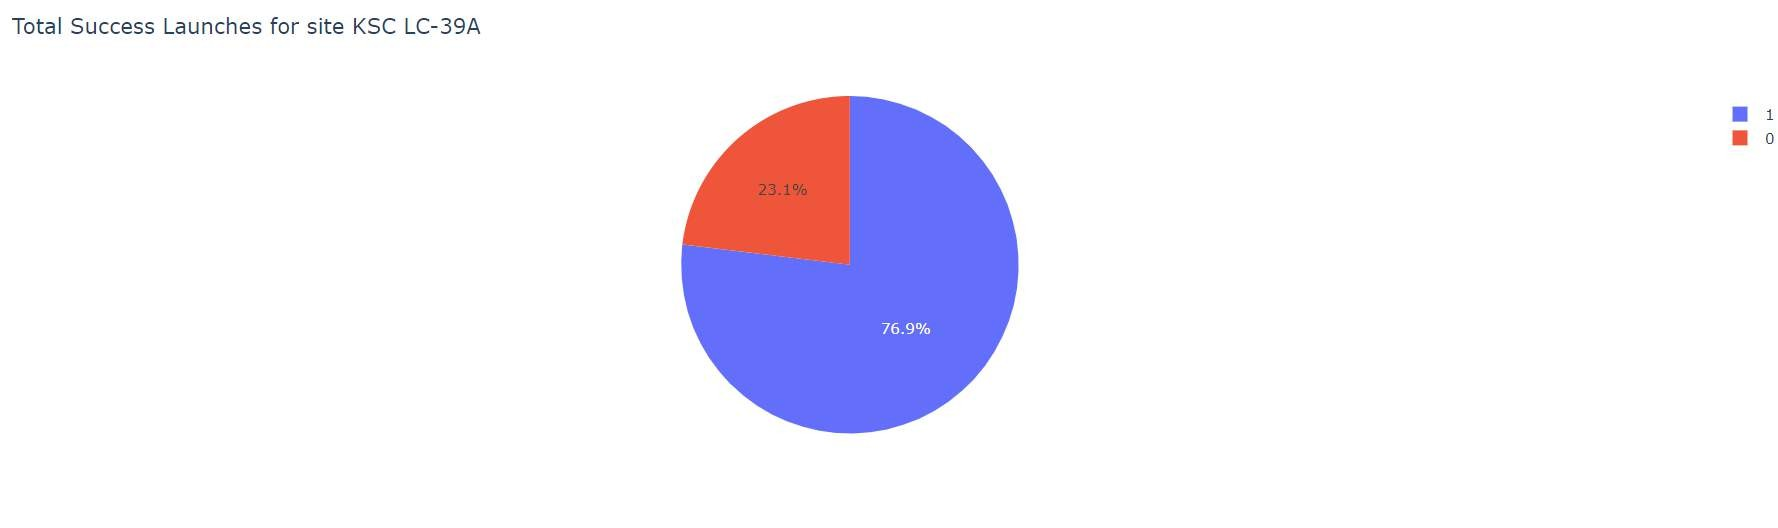 Total Success Launches for site KSC LC-39A
1
0
23.1%
76.9%